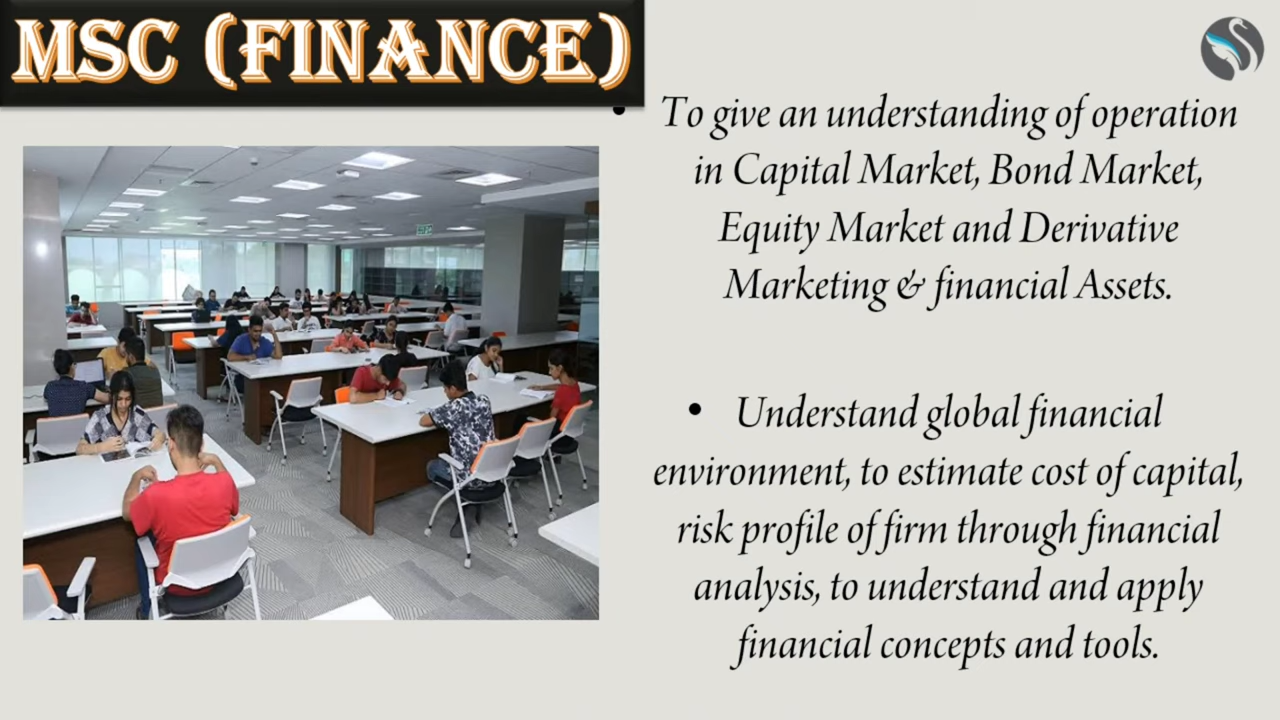 MSC (FINANCE)
• To give an understanding of operation
in Capital Market, Bond Market,
Equity Market and Derivative
Marketing & financial Assets.
• Understand global financial
environment, to estimate cost of capital,
risk profile of firm through financial
analysis, to understand and apply
financial concepts and tools.